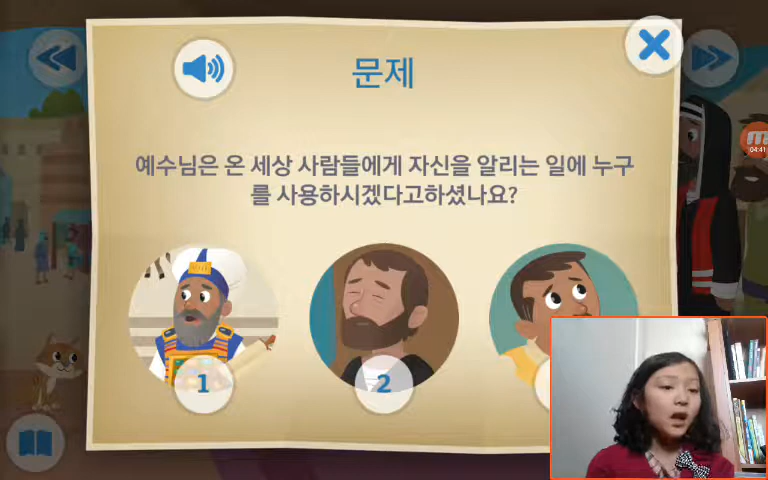 문제
예수님은 온 세상 사람들에게 자신을 알리는 일에 누구
를 사용하시겠다고하셨나요?
1
2
04:41